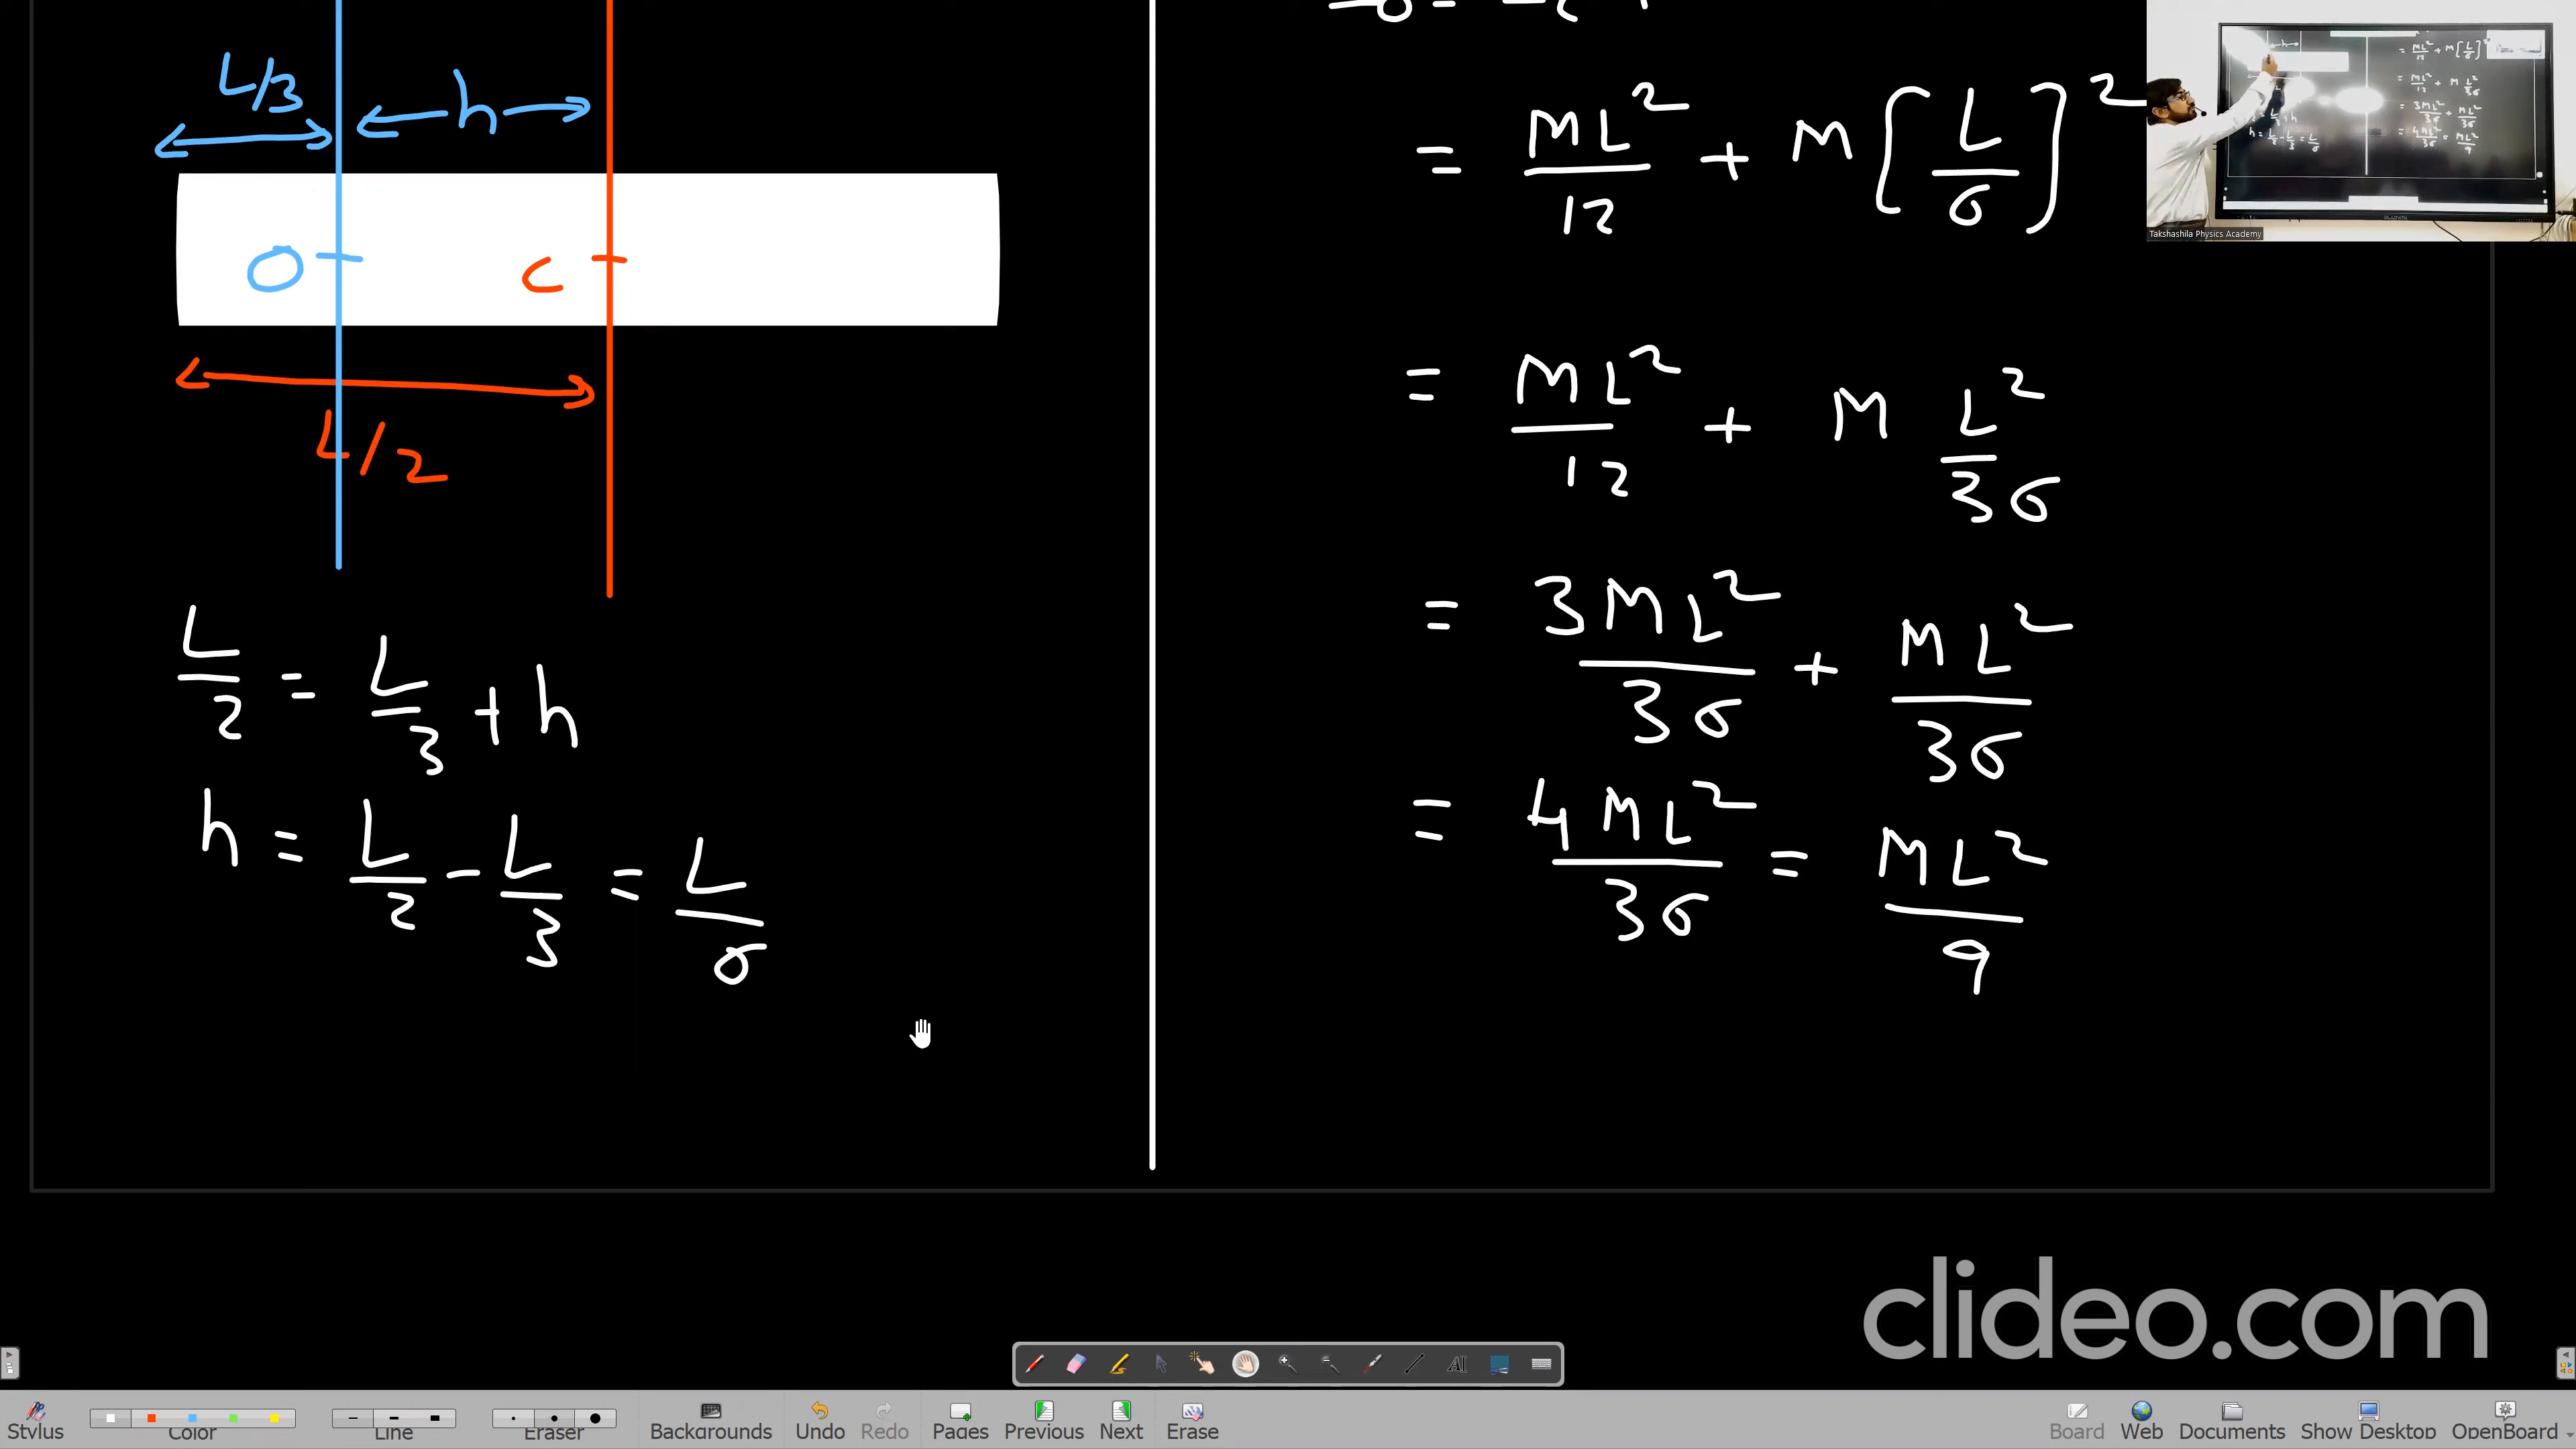 L/3
h
O
C
L/2
L/2 = L/3 + h
h = L/2 - L/3 = L/6
= ML²/12 + M[L/6]²
= ML²/12 + M L²/36
= 3ML²/36 + ML²/36
= 4ML²/36 = ML²/9
Takshashila Physics Academy
clideo.com
Stylus Color Line Eraser Backgrounds Undo Redo Pages Previous Next Erase Board Web Documents Show Desktop OpenBoard